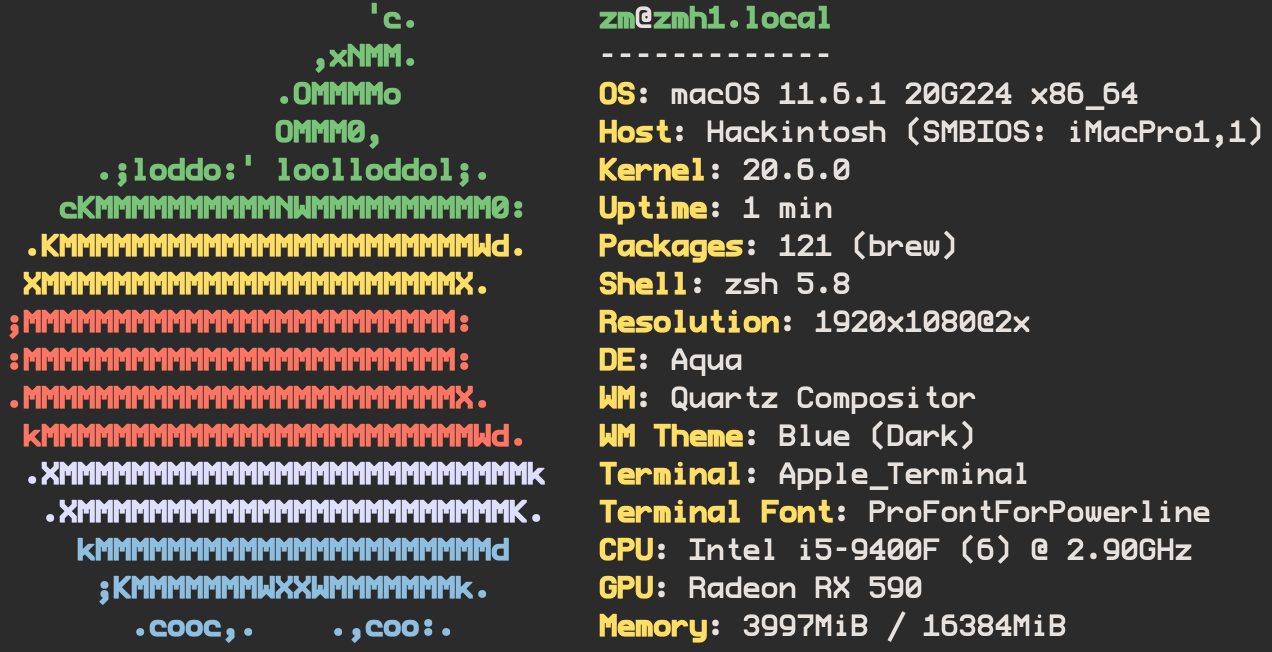 'c.          zm@zmh1.local
                 ,xNMM.          -------------
               .OMMMMo           OS: macOS 11.6.1 20G224 x86_64
               OMMM0,            Host: Hackintosh (SMBIOS: iMacPro1,1)
     .;loddo:' loolloddol;.      Kernel: 20.6.0
   cKMMMMMMMMMMNWMMMMMMMMMM0:    Uptime: 1 min
 .KMMMMMMMMMMMMMMMMMMMMMMMWd.    Packages: 121 (brew)
 XMMMMMMMMMMMMMMMMMMMMMMMX.      Shell: zsh 5.8
;MMMMMMMMMMMMMMMMMMMMMMMM:       Resolution: 1920x1080@2x
:MMMMMMMMMMMMMMMMMMMMMMMM:       DE: Aqua
.MMMMMMMMMMMMMMMMMMMMMMMMX.      WM: Quartz Compositor
 kMMMMMMMMMMMMMMMMMMMMMMMMWd.    WM Theme: Blue (Dark)
 .XMMMMMMMMMMMMMMMMMMMMMMMMMMk   Terminal: Apple_Terminal
  .XMMMMMMMMMMMMMMMMMMMMMMMMK.   Terminal Font: ProFontForPowerline
    kMMMMMMMMMMMMMMMMMMMMMMd     CPU: Intel i5-9400F (6) @ 2.90GHz
     ;KMMMMMMMWXXWMMMMMMMk.      GPU: Radeon RX 590
       .cooc,.    .,coo:.        Memory: 3997MiB / 16384MiB